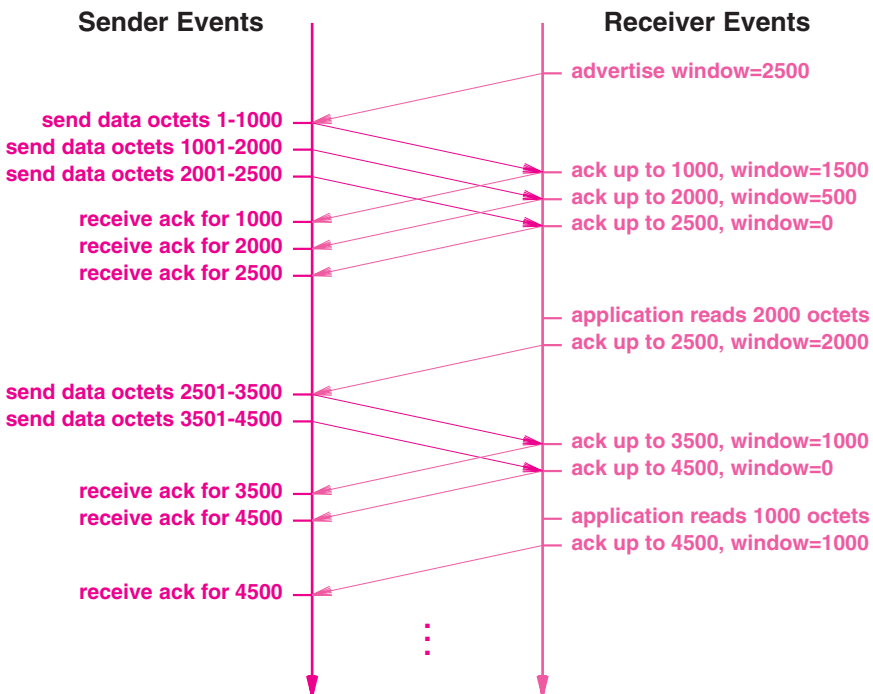 Sender Events
Receiver Events
advertise window=2500
send data octets 1-1000
send data octets 1001-2000
send data octets 2001-2500
ack up to 1000, window=1500
ack up to 2000, window=500
ack up to 2500, window=0
receive ack for 1000
receive ack for 2000
receive ack for 2500
application reads 2000 octets
ack up to 2500, window=2000
send data octets 2501-3500
send data octets 3501-4500
ack up to 3500, window=1000
ack up to 4500, window=0
receive ack for 3500
receive ack for 4500
application reads 1000 octets
ack up to 4500, window=1000
receive ack for 4500